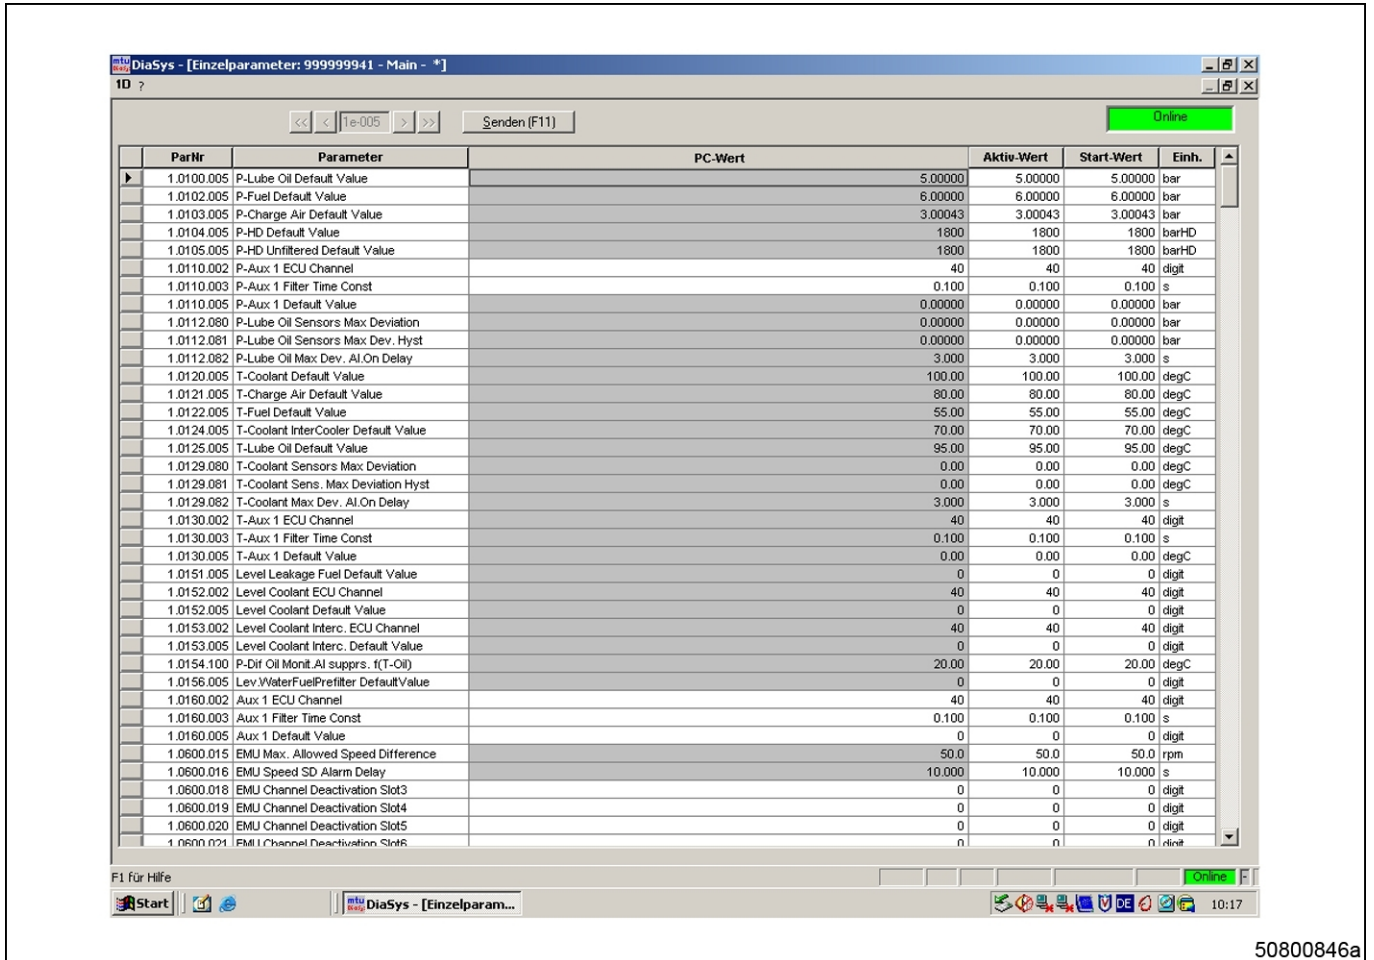 mtu DiaSys - [Einzelparameter: 999999941 - Main - *]
1D ?
<< < 1e-005 > >> Senden (F11) Online
ParNr Parameter PC-Wert Aktiv-Wert Start-Wert Einh.
1.0100.005 P-Lube Oil Default Value 5.00000 5.00000 5.00000 bar
1.0102.005 P-Fuel Default Value 6.00000 6.00000 6.00000 bar
1.0103.005 P-Charge Air Default Value 3.00043 3.00043 3.00043 bar
1.0104.005 P-HD Default Value 1800 1800 1800 barHD
1.0105.005 P-HD Unfiltered Default Value 1800 1800 1800 barHD
1.0110.002 P-Aux 1 ECU Channel 40 40 40 digit
1.0110.003 P-Aux 1 Filter Time Const 0.100 0.100 0.100 s
1.0110.005 P-Aux 1 Default Value 0.00000 0.00000 0.00000 bar
1.0112.080 P-Lube Oil Sensors Max Deviation 0.00000 0.00000 0.00000 bar
1.0112.081 P-Lube Oil Sensors Max Dev. Hyst 0.00000 0.00000 0.00000 bar
1.0112.082 P-Lube Oil Max Dev. Al.On Delay 3.000 3.000 3.000 s
1.0120.005 T-Coolant Default Value 100.00 100.00 100.00 degC
1.0121.005 T-Charge Air Default Value 80.00 80.00 80.00 degC
1.0122.005 T-Fuel Default Value 55.00 55.00 55.00 degC
1.0124.005 T-Coolant InterCooler Default Value 70.00 70.00 70.00 degC
1.0125.005 T-Lube Oil Default Value 95.00 95.00 95.00 degC
1.0129.080 T-Coolant Sensors Max Deviation 0.00 0.00 0.00 degC
1.0129.081 T-Coolant Sens. Max Deviation Hyst 0.00 0.00 0.00 degC
1.0129.082 T-Coolant Max Dev. Al.On Delay 3.000 3.000 3.000 s
1.0130.002 T-Aux 1 ECU Channel 40 40 40 digit
1.0130.003 T-Aux 1 Filter Time Const 0.100 0.100 0.100 s
1.0130.005 T-Aux 1 Default Value 0.00 0.00 0.00 degC
1.0151.005 Level Leakage Fuel Default Value 0 0 0 digit
1.0152.002 Level Coolant ECU Channel 40 40 40 digit
1.0152.005 Level Coolant Default Value 0 0 0 digit
1.0153.002 Level Coolant Interc. ECU Channel 40 40 40 digit
1.0153.005 Level Coolant Interc. Default Value 0 0 0 digit
1.0154.100 P-Dif Oil Monit.Al supprs. f(T-Oil) 20.00 20.00 20.00 degC
1.0156.005 Lev.WaterFuelPrefilter DefaultValue 0 0 0 digit
1.0160.002 Aux 1 ECU Channel 40 40 40 digit
1.0160.003 Aux 1 Filter Time Const 0.100 0.100 0.100 s
1.0160.005 Aux 1 Default Value 0 0 0 digit
1.0600.015 EMU Max. Allowed Speed Difference 50.0 50.0 50.0 rpm
1.0600.016 EMU Speed SD Alarm Delay 10.000 10.000 10.000 s
1.0600.018 EMU Channel Deactivation Slot3 0 0 0 digit
1.0600.019 EMU Channel Deactivation Slot4 0 0 0 digit
1.0600.020 EMU Channel Deactivation Slot5 0 0 0 digit
1.0600.021 EMU Channel Deactivation Slot6 0 0 0 digit
F1 für Hilfe Online
Start mtu DiaSys - [Einzelparam... DE 10:17
50800846a